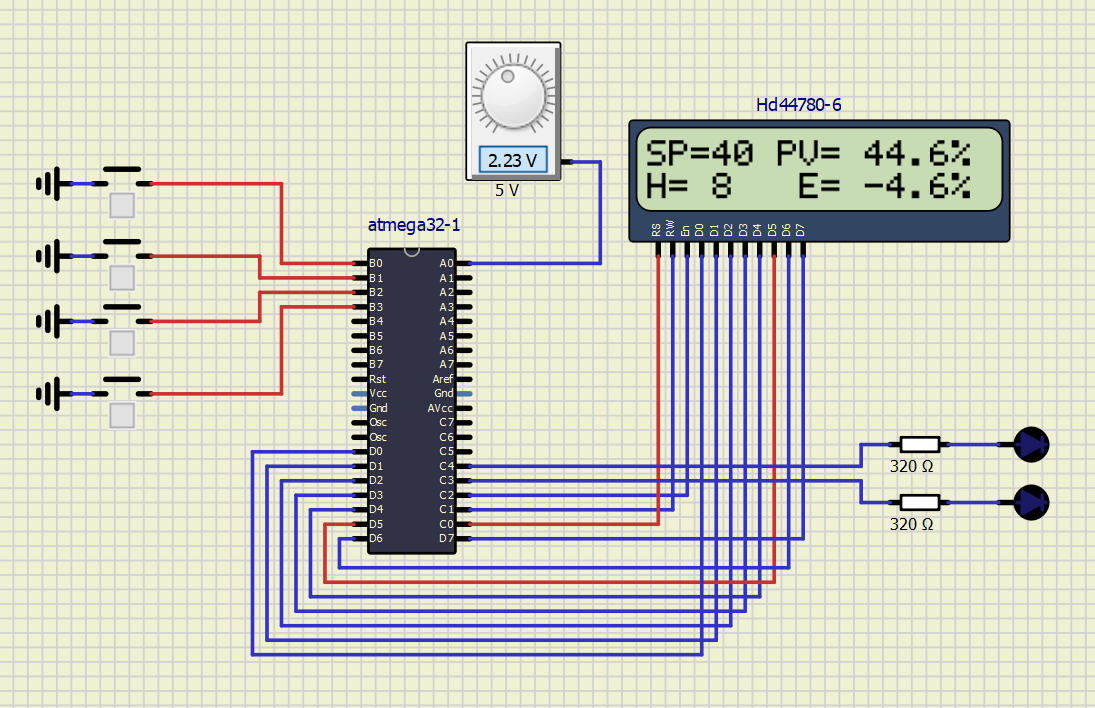 2.23 V
5 V
Hd44780-6
SP=40 PV= 44.6%
H= 8 E= -4.6%
RS RW En D0 D1 D2 D3 D4 D5 D6 D7
atmega32-1
B0 A0
B1 A1
B2 A2
B3 A3
B4 A4
B5 A5
B6 A6
B7 A7
Rst Aref
Vcc Gnd
Gnd AVcc
Osc C7
Osc C6
D0 C5
D1 C4
D2 C3
D3 C2
D4 C1
D5 C0
D6 D7
320 Ω
320 Ω